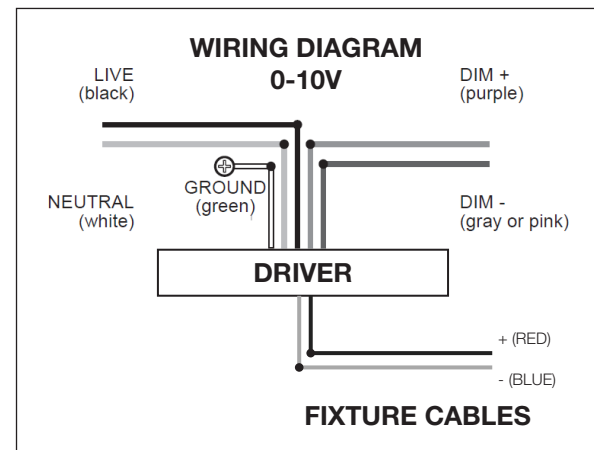 WIRING DIAGRAM
0-10V
LIVE
(black)
DIM +
(purple)
GROUND
(green)
NEUTRAL
(white)
DIM -
(gray or pink)
DRIVER
+ (RED)
- (BLUE)
FIXTURE CABLES